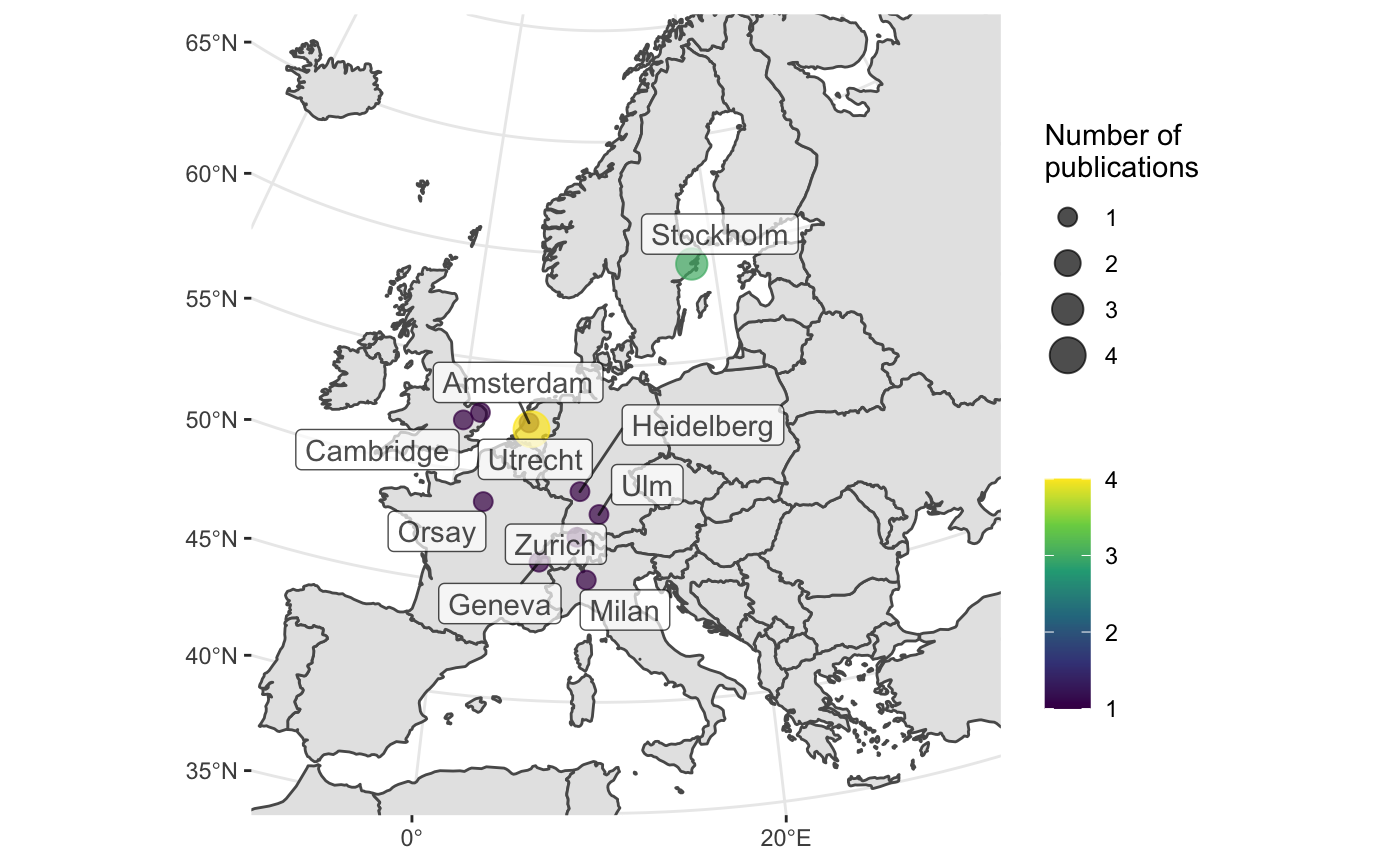 65°N
60°N
55°N
50°N
45°N
40°N
35°N
0°
20°E
Stockholm
Amsterdam
Heidelberg
Cambridge
Utrecht
Ulm
Orsay
Zurich
Geneva
Milan
Number of
publications
1
2
3
4
4
3
2
1